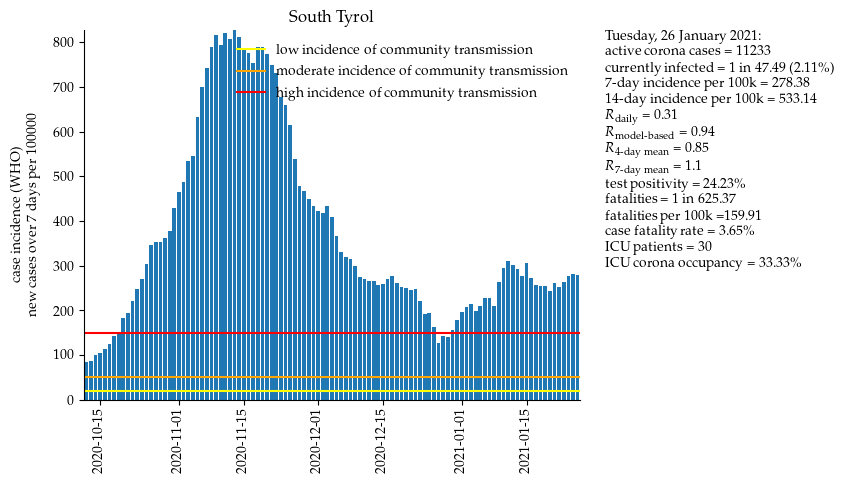 South Tyrol
case incidence (WHO)
new cases over 7 days per 100000
800
700
600
500
400
300
200
100
0
low incidence of community transmission
moderate incidence of community transmission
high incidence of community transmission
2020-10-15
2020-11-01
2020-11-15
2020-12-01
2020-12-15
2021-01-01
2021-01-15
Tuesday, 26 January 2021:
active corona cases = 11233
currently infected = 1 in 47.49 (2.11%)
7-day incidence per 100k = 278.38
14-day incidence per 100k = 533.14
R daily = 0.31
R model-based = 0.94
R 4-day mean = 0.85
R 7-day mean = 1.1
test positivity = 24.23%
fatalities = 1 in 625.37
fatalities per 100k =159.91
case fatality rate = 3.65%
ICU patients = 30
ICU corona occupancy = 33.33%